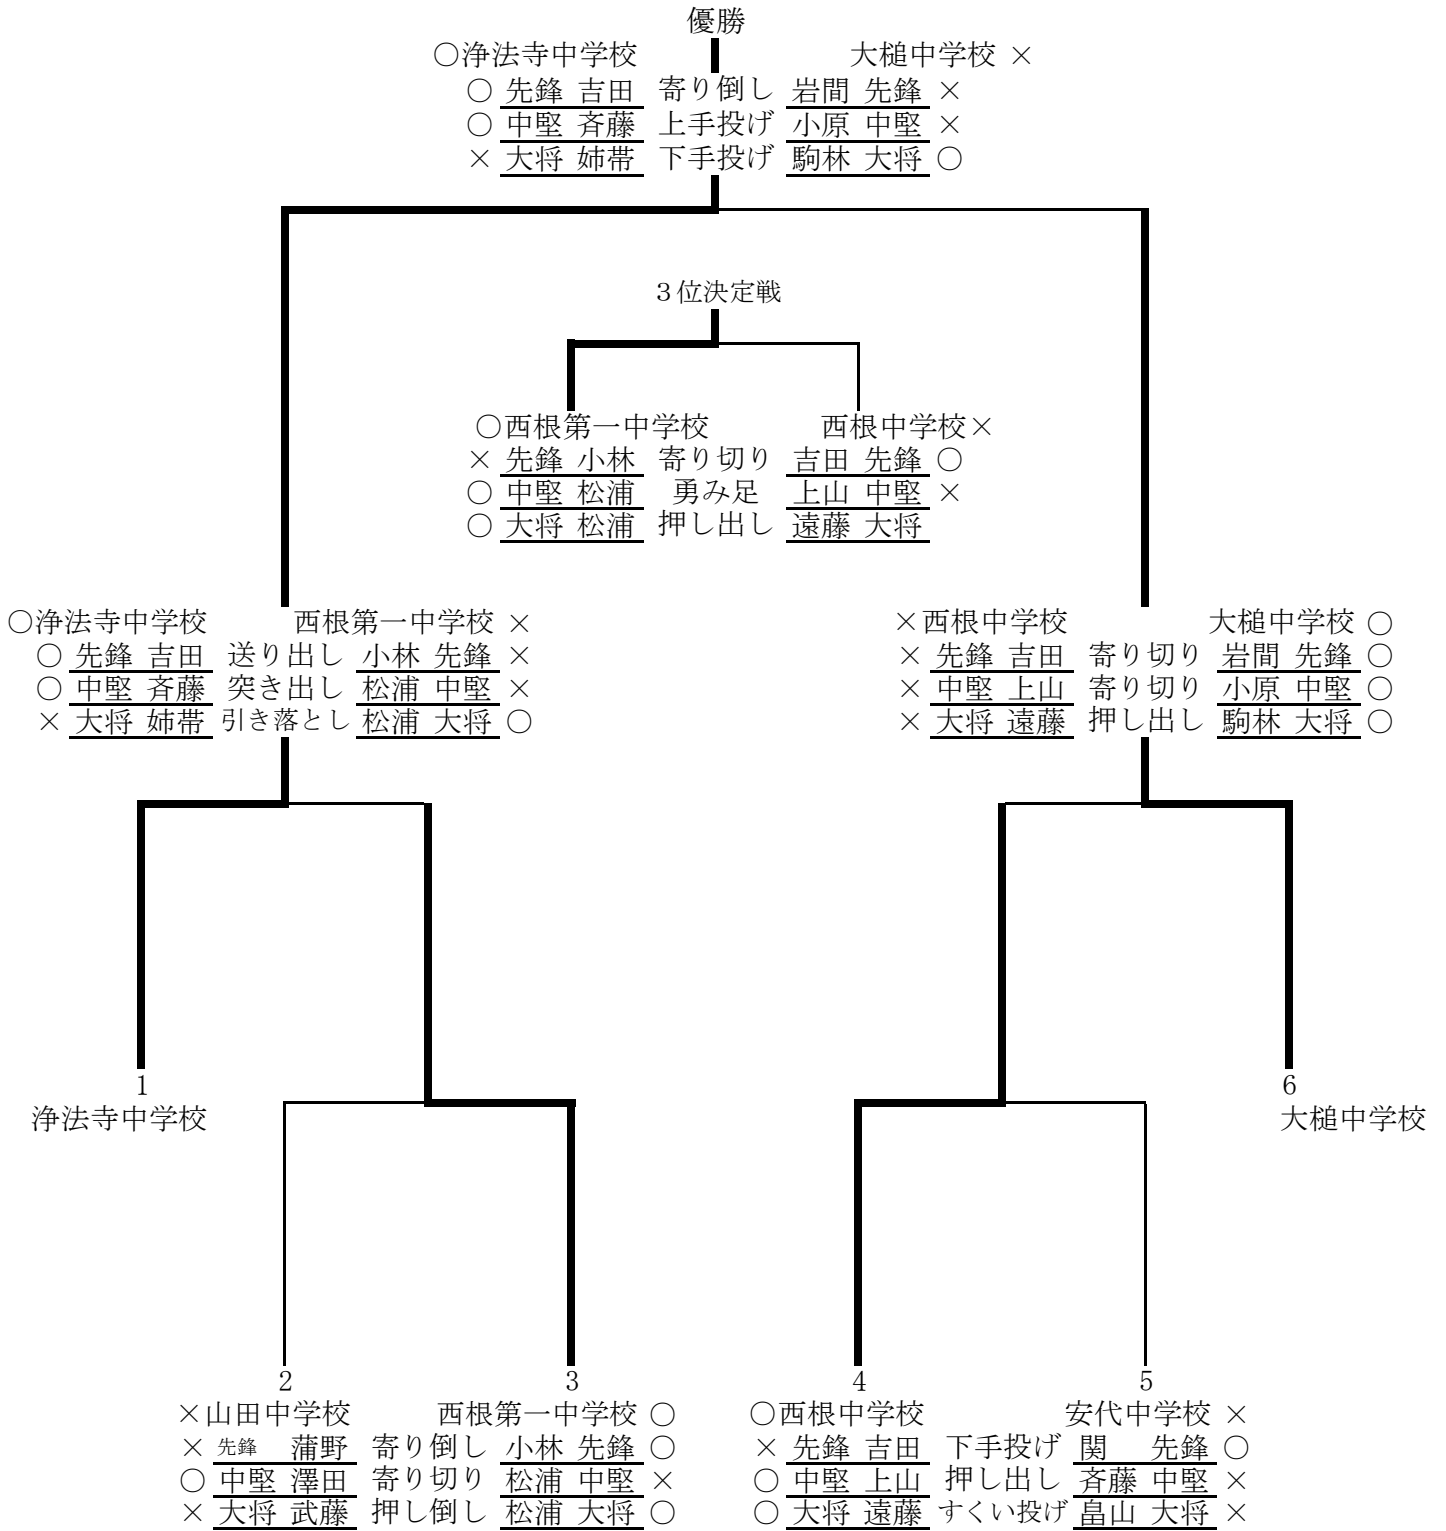 優勝
○浄法寺中学校 大槌中学校 ×
○ 先鋒 吉田 寄り倒し 岩間 先鋒 ×
○ 中堅 斉藤 上手投げ 小原 中堅 ×
× 大将 姉帯 下手投げ 駒林 大将 ○
３位決定戦
○西根第一中学校 西根中学校×
× 先鋒 小林 寄り切り 吉田 先鋒 ○
○ 中堅 松浦 勇み足 上山 中堅 ×
○ 大将 松浦 押し出し 遠藤 大将
○浄法寺中学校 西根第一中学校 ×
○ 先鋒 吉田 送り出し 小林 先鋒 ×
○ 中堅 斉藤 突き出し 松浦 中堅 ×
× 大将 姉帯 引き落とし 松浦 大将 ○
×西根中学校 大槌中学校 ○
× 先鋒 吉田 寄り切り 岩間 先鋒 ○
× 中堅 上山 寄り切り 小原 中堅 ○
× 大将 遠藤 押し出し 駒林 大将 ○
1
浄法寺中学校
6
大槌中学校
2 3
×山田中学校 西根第一中学校 ○
× 先鋒 蒲野 寄り倒し 小林 先鋒 ○
○ 中堅 澤田 寄り切り 松浦 中堅 ×
× 大将 武藤 押し倒し 松浦 大将 ○
4 5
○西根中学校 安代中学校 ×
× 先鋒 吉田 下手投げ 関 先鋒 ○
○ 中堅 上山 押し出し 斉藤 中堅 ×
○ 大将 遠藤 すくい投げ 畠山 大将 ×